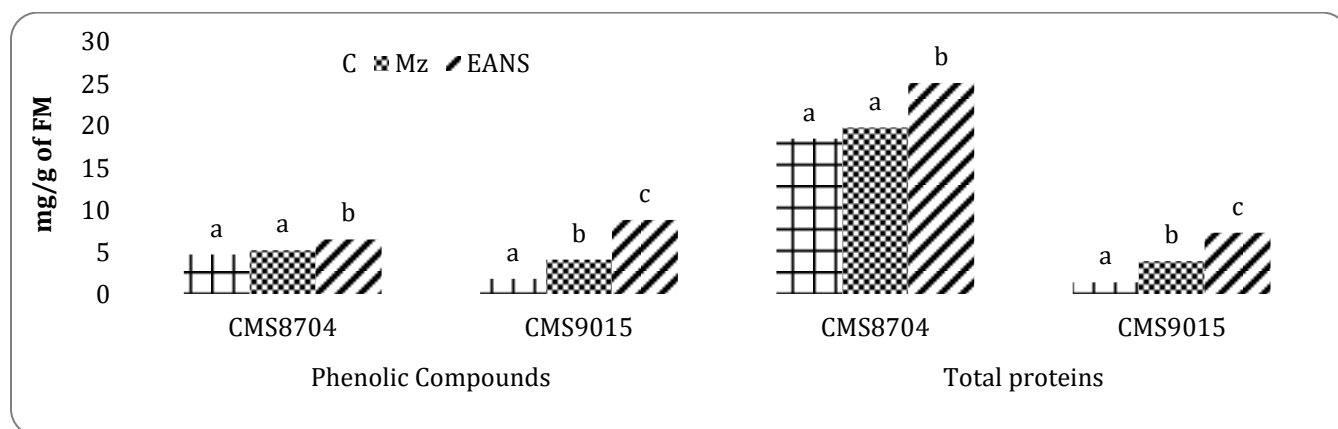 mg/g of FM
30
25
20
15
10
5
0
C Mz EANS
a a b
a b c
a a b
a b c
CMS8704 CMS9015 CMS8704 CMS9015
Phenolic Compounds Total proteins